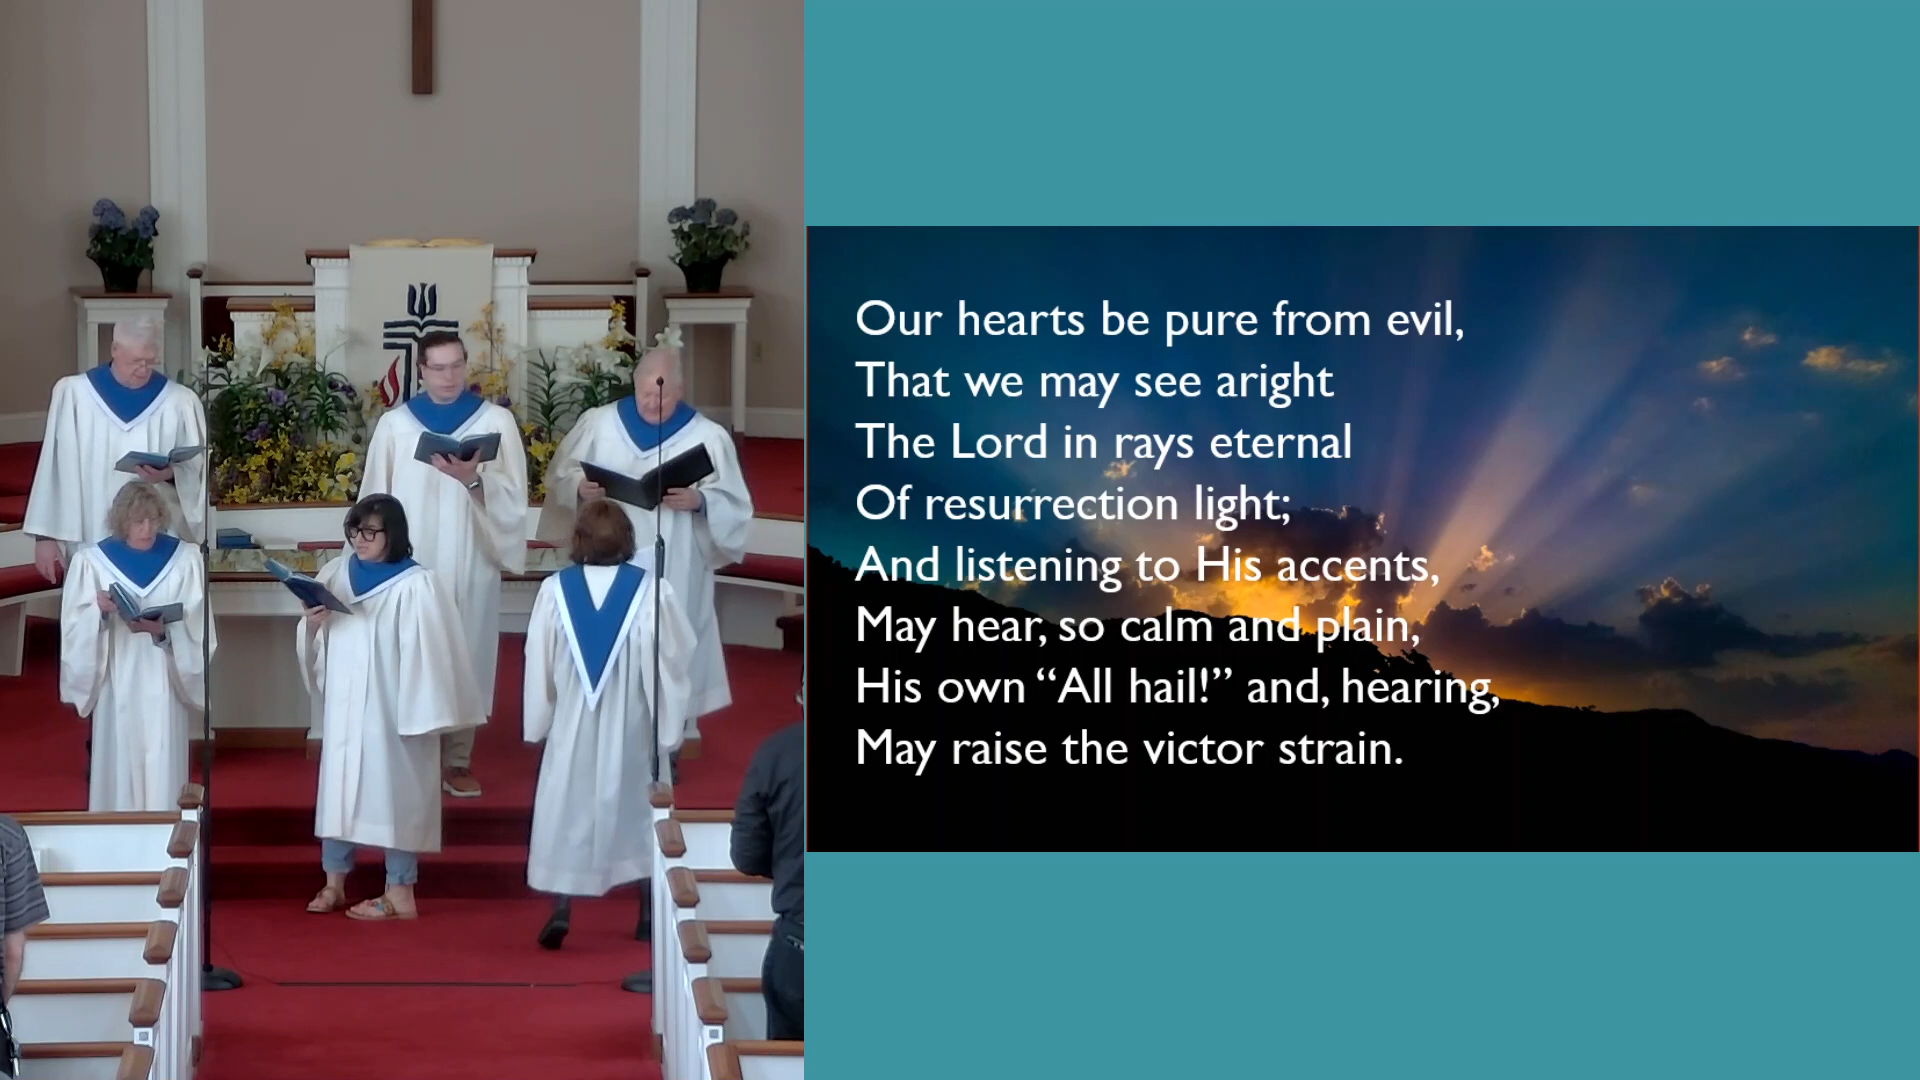 Our hearts be pure from evil,
That we may see aright
The Lord in rays eternal
Of resurrection light;
And listening to His accents,
May hear, so calm and plain,
His own “All hail!” and, hearing,
May raise the victor strain.